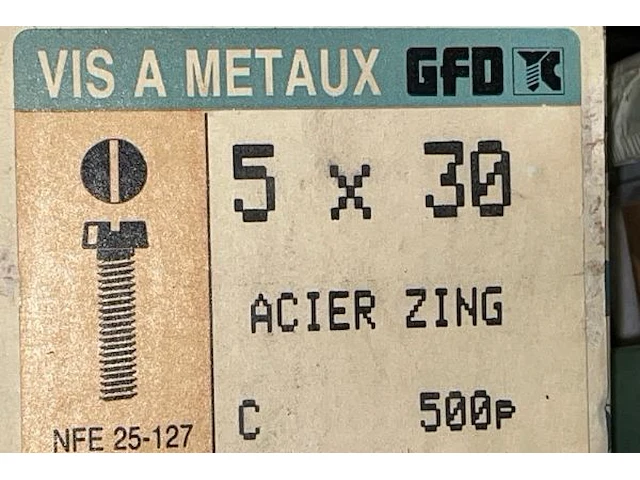 VIS A METAUX GFD
5 x 30
ACIER ZING
C 500p
NFE 25-127